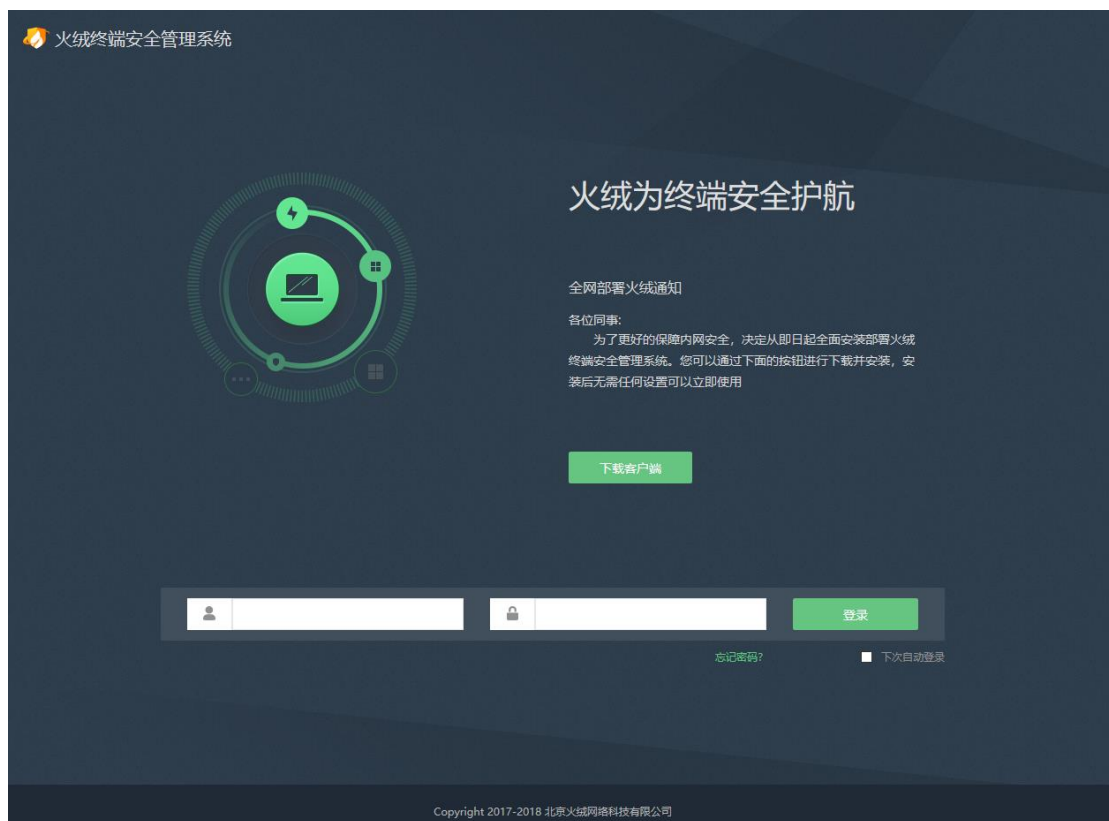 火绒终端安全管理系统
火绒为终端安全护航
全网部署火绒通知
各位同事:
为了更好的保障内网安全，决定从即日起全面安装部署火绒
终端安全管理系统。您可以通过下面的按钮进行下载并安装，安
装后无需任何设置可以立即使用
下载客户端
登录
忘记密码?
下次自动登录
Copyright 2017-2018 北京火绒网络科技有限公司